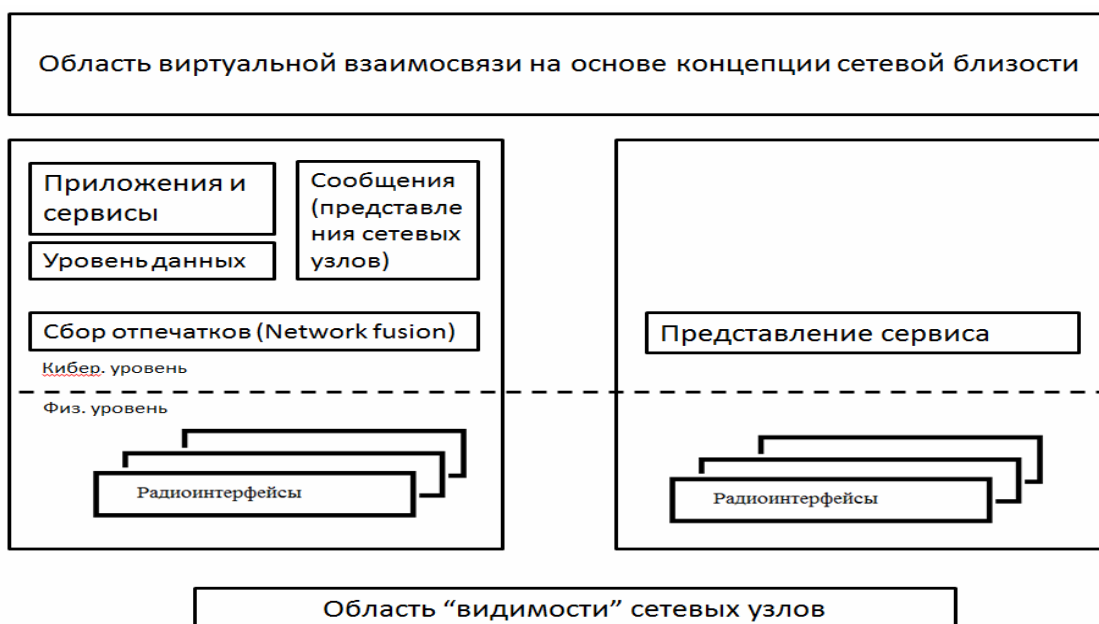 Область виртуальной взаимосвязи на основе концепции сетевой близости
Приложения и
сервисы
Уровень данных
Сообщения
(представле
ния сетевых
узлов)
Сбор отпечатков (Network fusion)
Кибер. уровень
Физ. уровень
Радиоинтерфейсы
Представление сервиса
Радиоинтерфейсы
Область “видимости” сетевых узлов